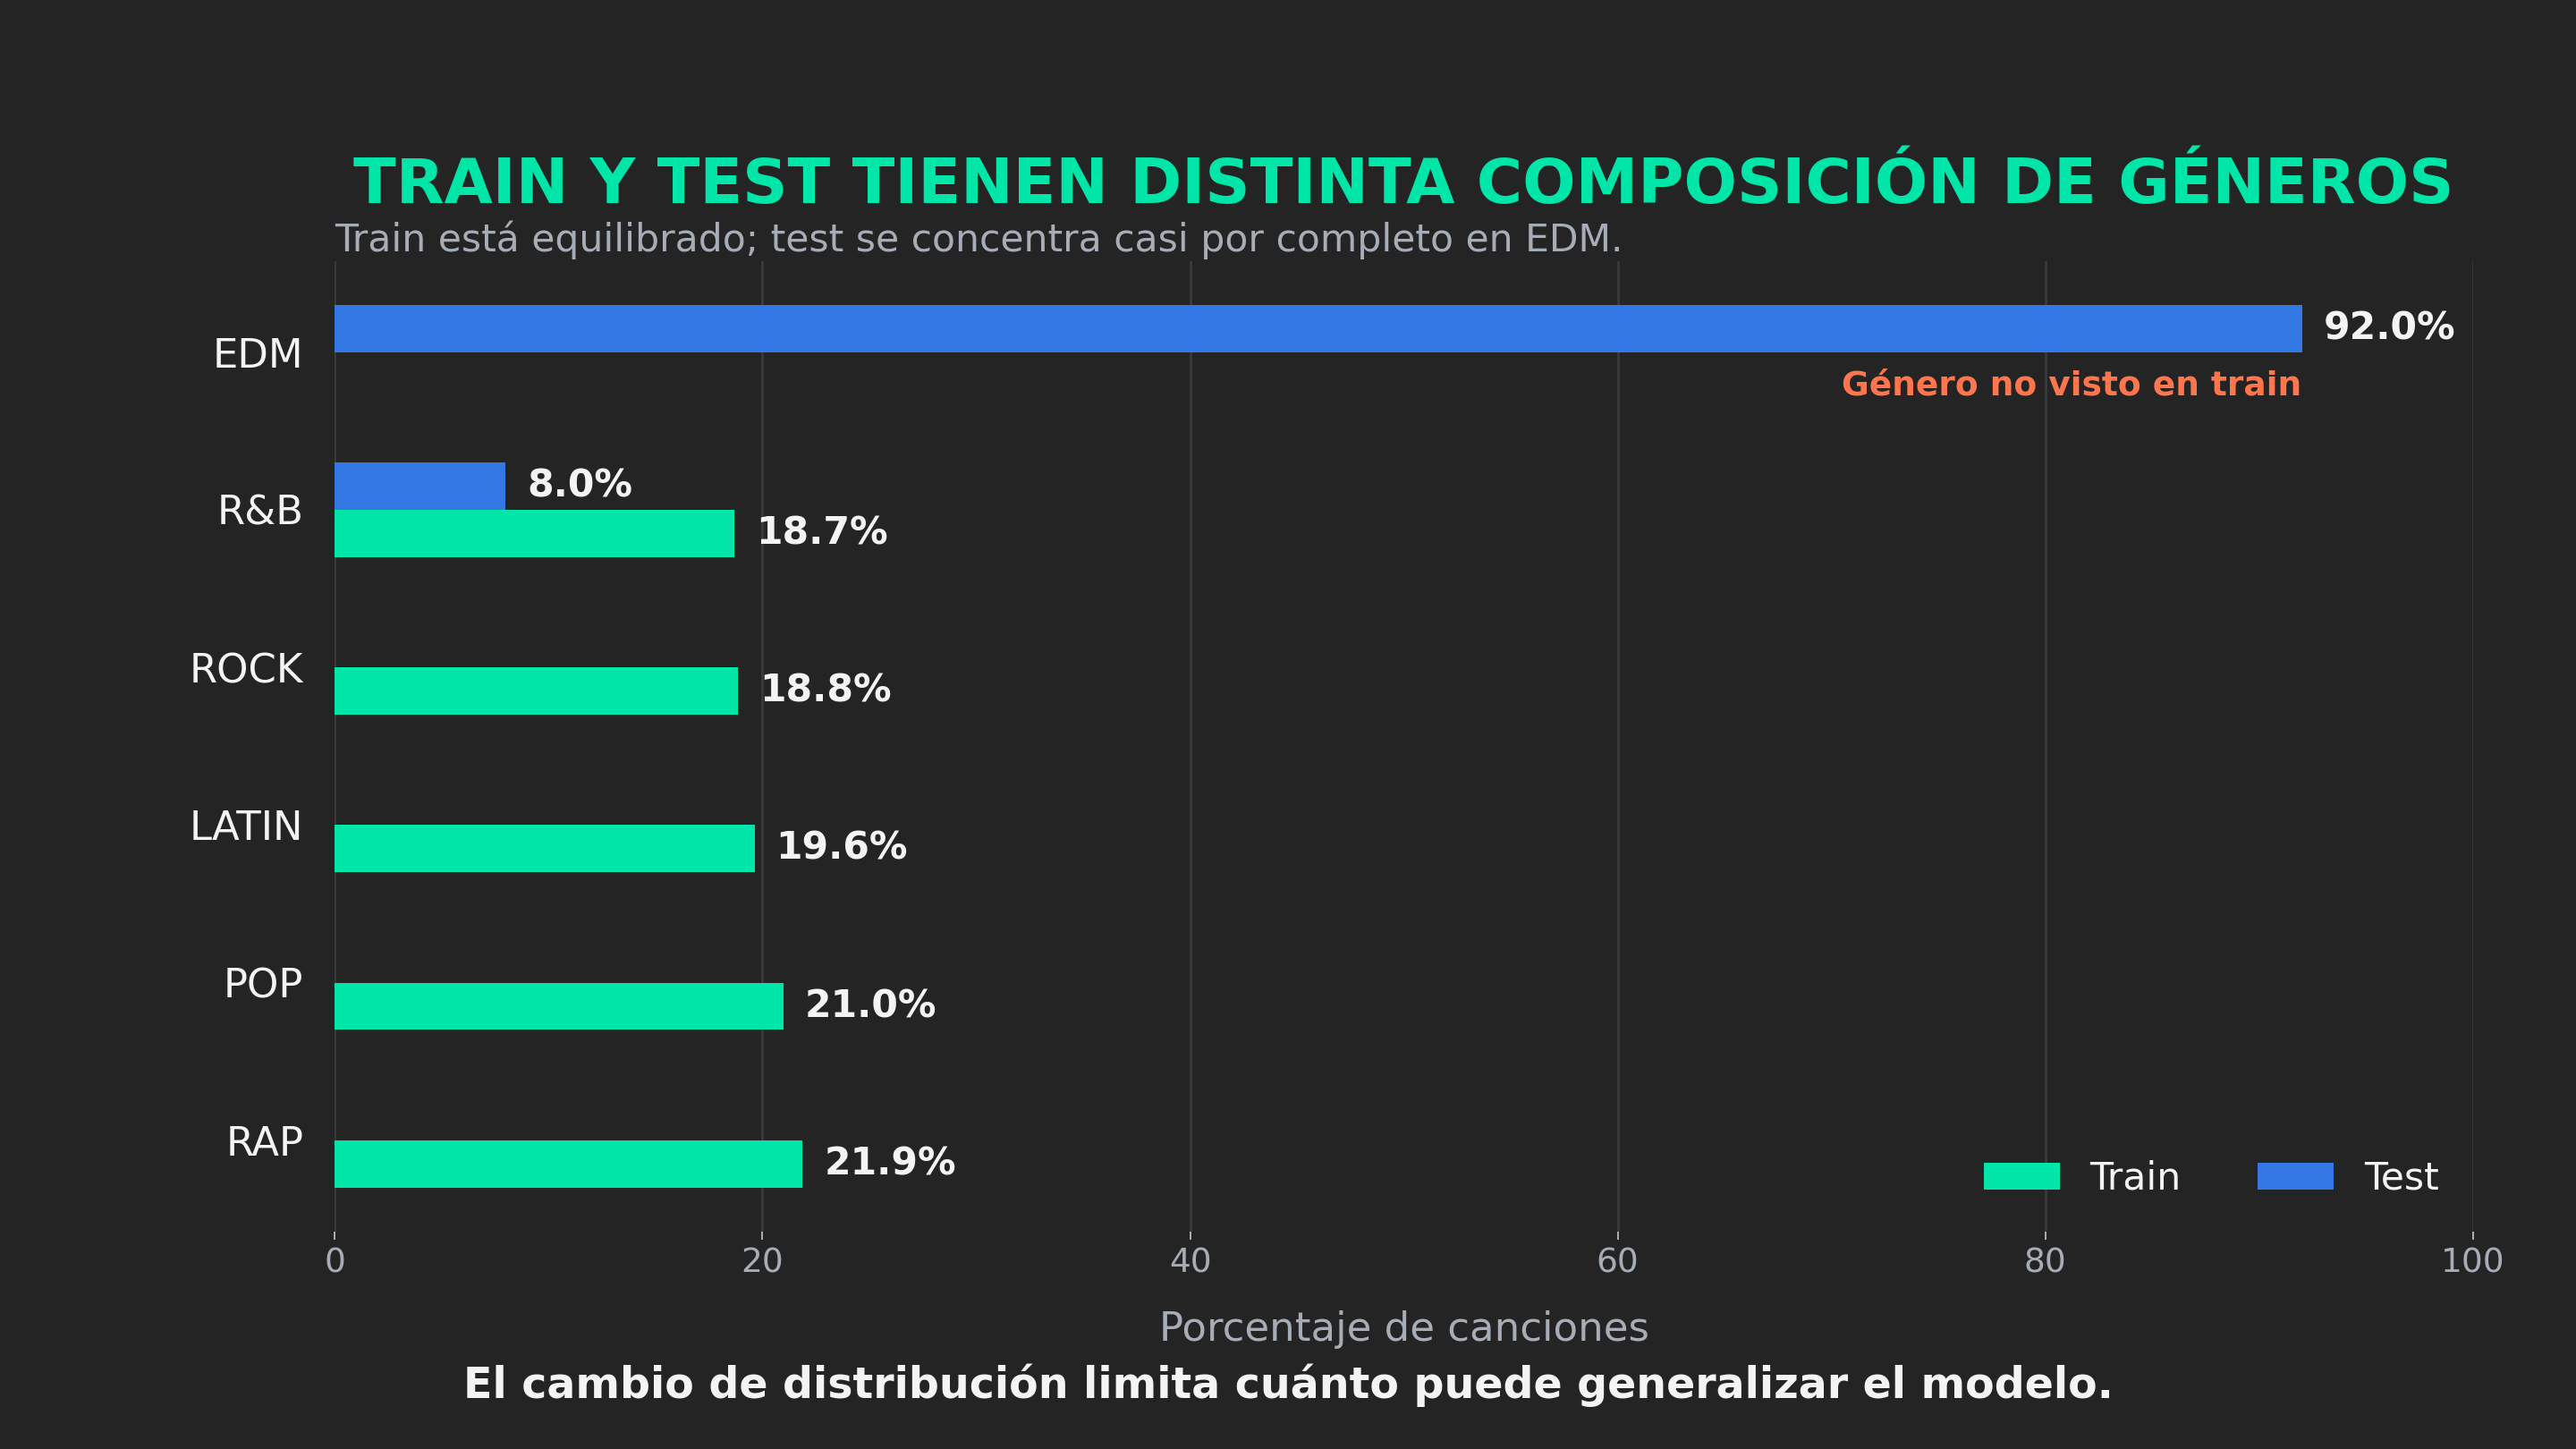 TRAIN Y TEST TIENEN DISTINTA COMPOSICIÓN DE GÉNEROS
Train está equilibrado; test se concentra casi por completo en EDM.
EDM
92.0%
Género no visto en train
R&B
8.0%
18.7%
ROCK
18.8%
LATIN
19.6%
POP
21.0%
RAP
21.9%
Train
Test
0
20
40
60
80
100
Porcentaje de canciones
El cambio de distribución limita cuánto puede generalizar el modelo.